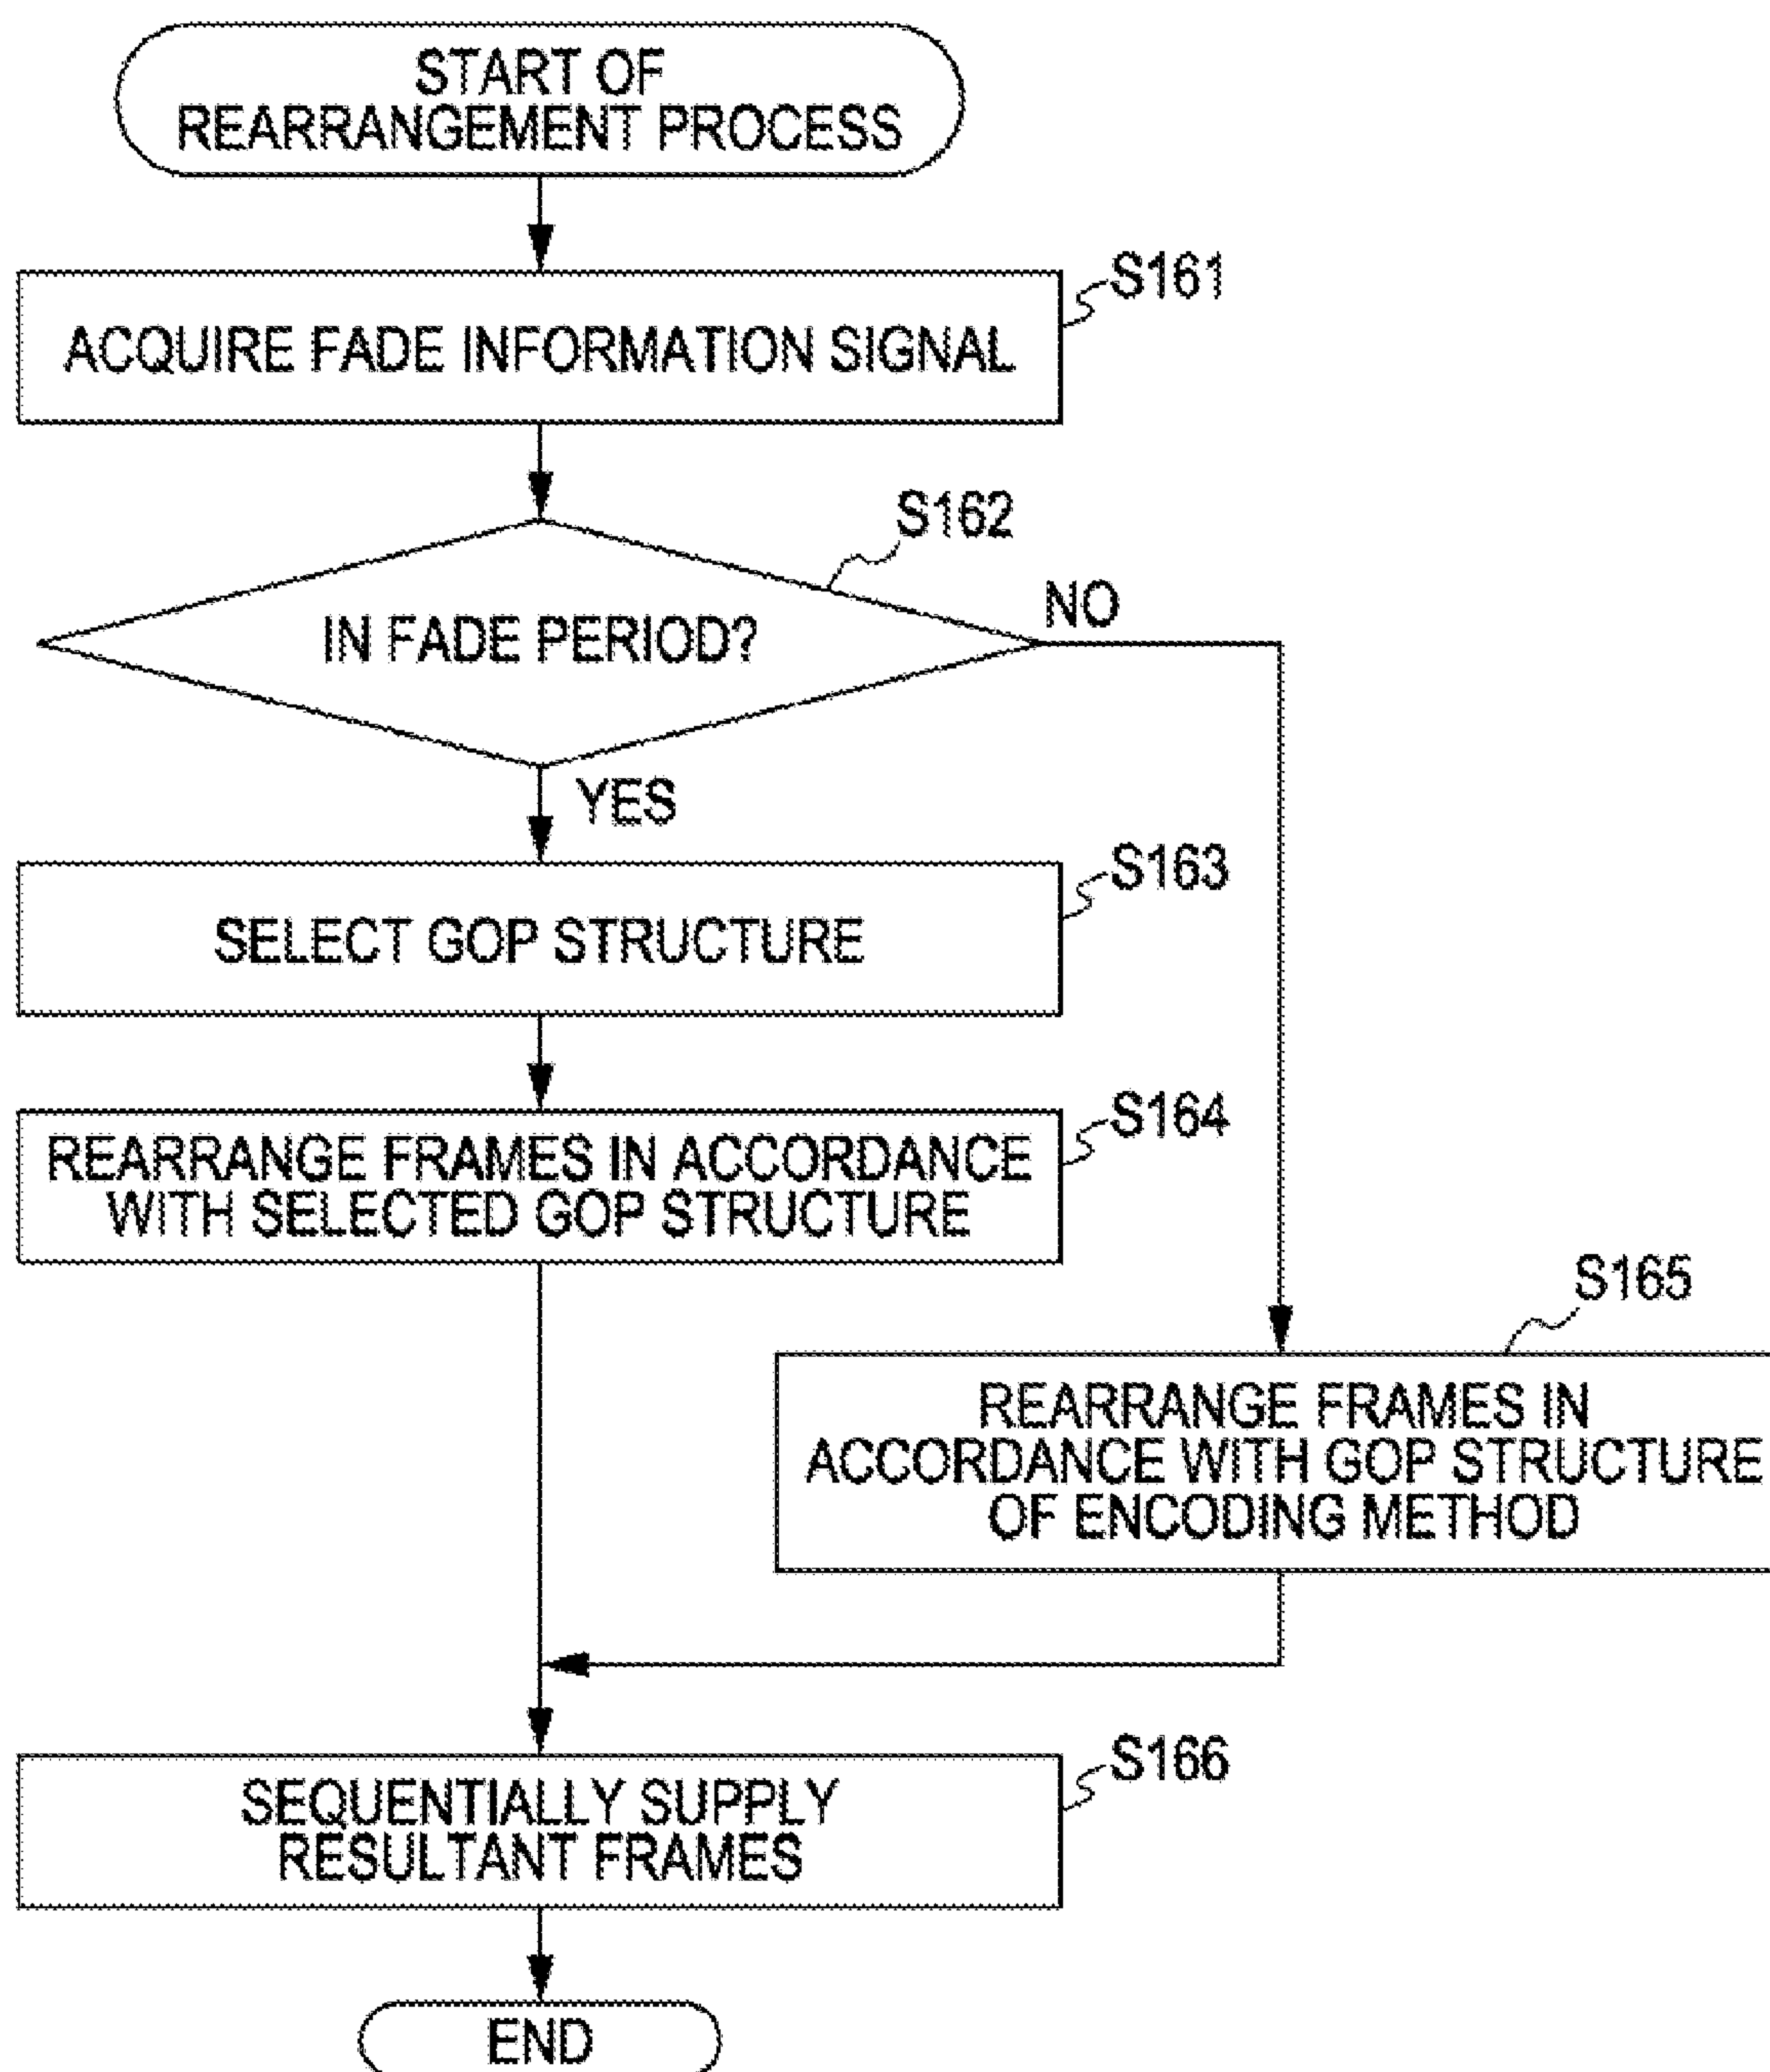 START OF
REARRANGEMENT PROCESS
S161
ACQUIRE FADE INFORMATION SIGNAL
S162
IN FADE PERIOD?
NO
YES
S163
SELECT GOP STRUCTURE
S164
REARRANGE FRAMES IN ACCORDANCE
WITH SELECTED GOP STRUCTURE
S165
REARRANGE FRAMES IN
ACCORDANCE WITH GOP STRUCTURE
OF ENCODING METHOD
S166
SEQUENTIALLY SUPPLY
RESULTANT FRAMES
END